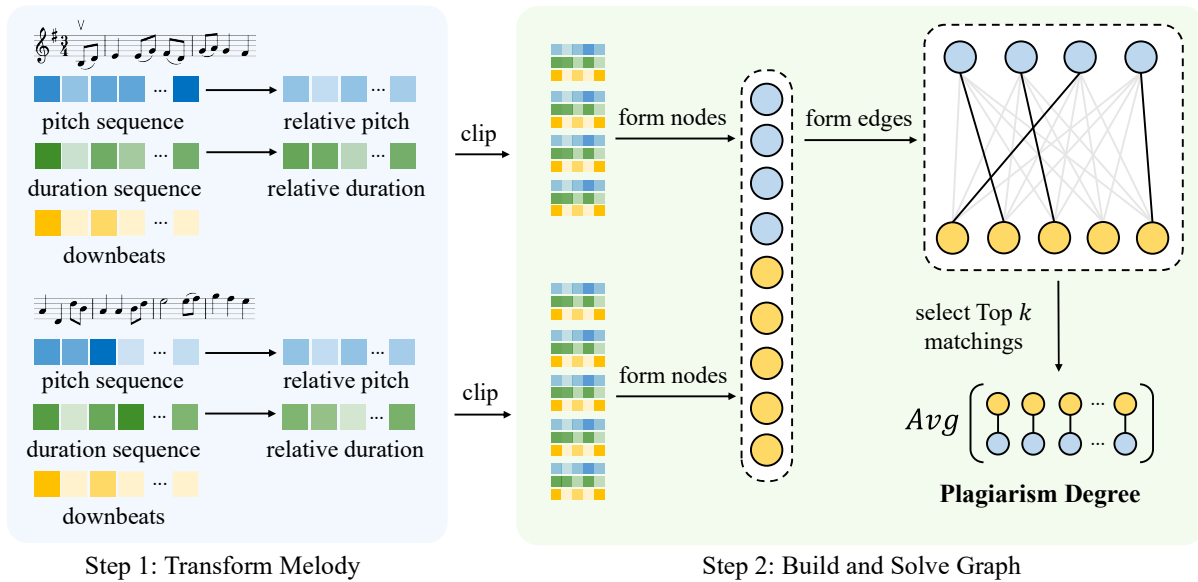 3
4
pitch sequence
...
relative pitch
...
duration sequence
...
relative duration
...
downbeats
...
pitch sequence
...
relative pitch
...
duration sequence
...
relative duration
...
downbeats
...
Step 1: Transform Melody
clip
clip
form nodes
form nodes
form edges
select Top k
matchings
Avg
...
...
Plagiarism Degree
Step 2: Build and Solve Graph